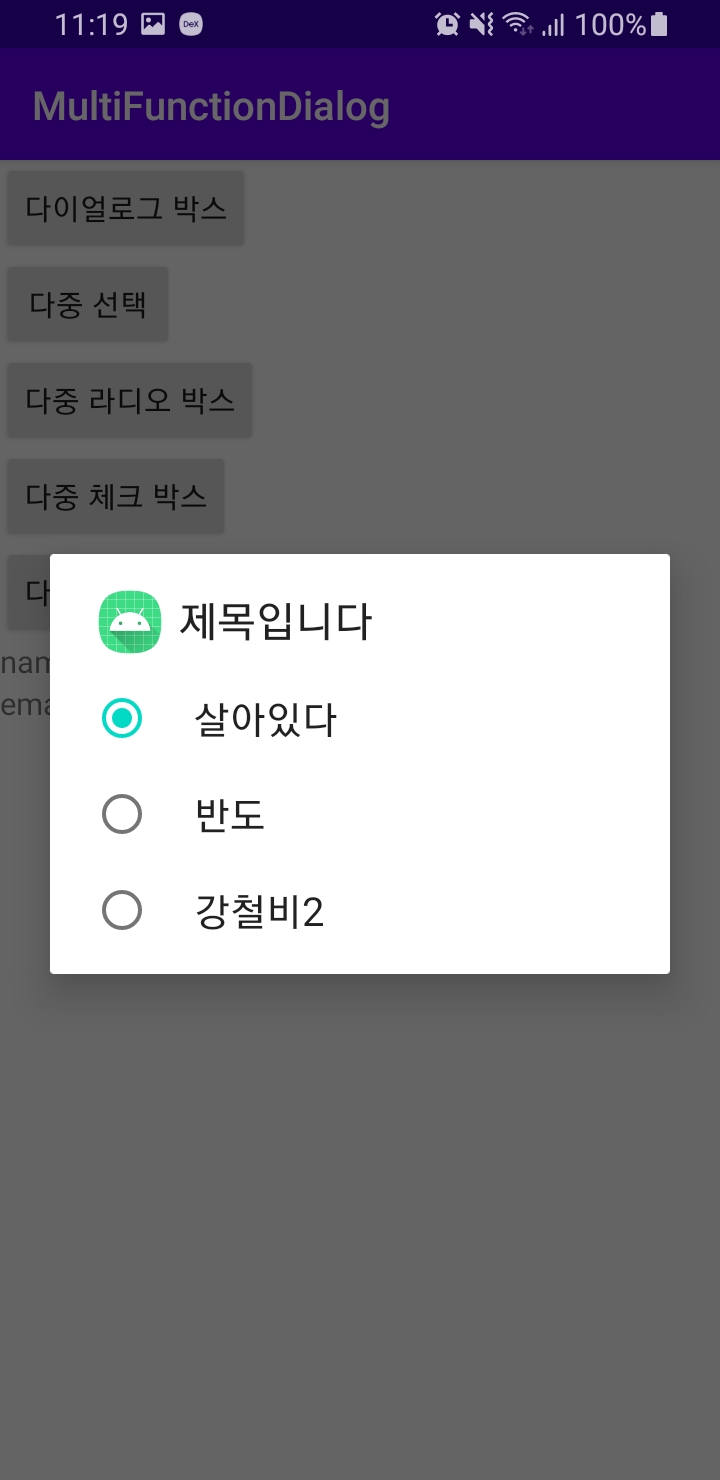 11:19 DeX 100%
MultiFunctionDialog
다이얼로그 박스
다중 선택
다중 라디오 박스
다중 체크 박스
제목입니다
살아있다
반도
강철비2